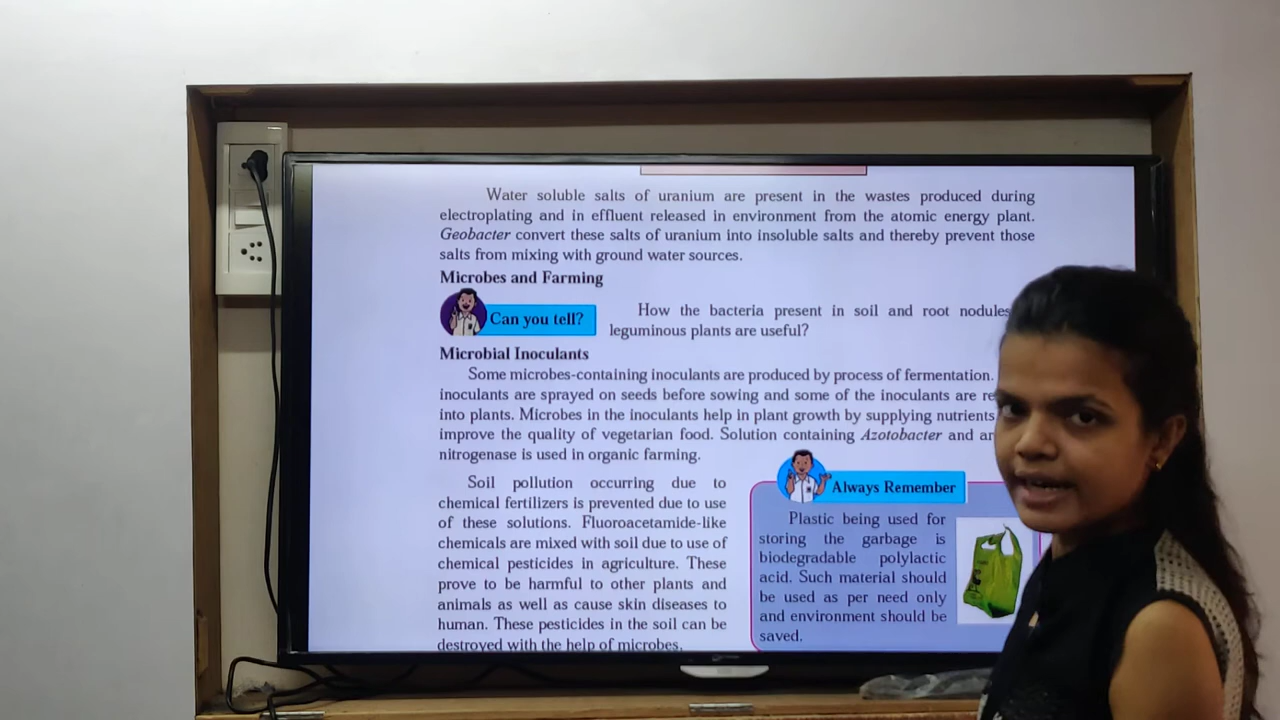 Water soluble salts of uranium are present in the wastes produced during
electroplating and in effluent released in environment from the atomic energy plant.
Geobacter convert these salts of uranium into insoluble salts and thereby prevent those
salts from mixing with ground water sources.
Microbes and Farming
Can you tell?
How the bacteria present in soil and root nodules
leguminous plants are useful?
Microbial Inoculants
Some microbes-containing inoculants are produced by process of fermentation.
inoculants are sprayed on seeds before sowing and some of the inoculants are
into plants. Microbes in the inoculants help in plant growth by supplying nutrients
improve the quality of vegetarian food. Solution containing Azotobacter and
nitrogenase is used in organic farming.
Soil pollution occurring due to
chemical fertilizers is prevented due to use
of these solutions. Fluoroacetamide-like
chemicals are mixed with soil due to use of
chemical pesticides in agriculture. These
prove to be harmful to other plants and
animals as well as cause skin diseases to
human. These pesticides in the soil can be
destroyed with the help of microbes.
Always Remember
Plastic being used for
storing the garbage is
biodegradable polylactic
acid. Such material should
be used as per need only
and environment should be
saved.